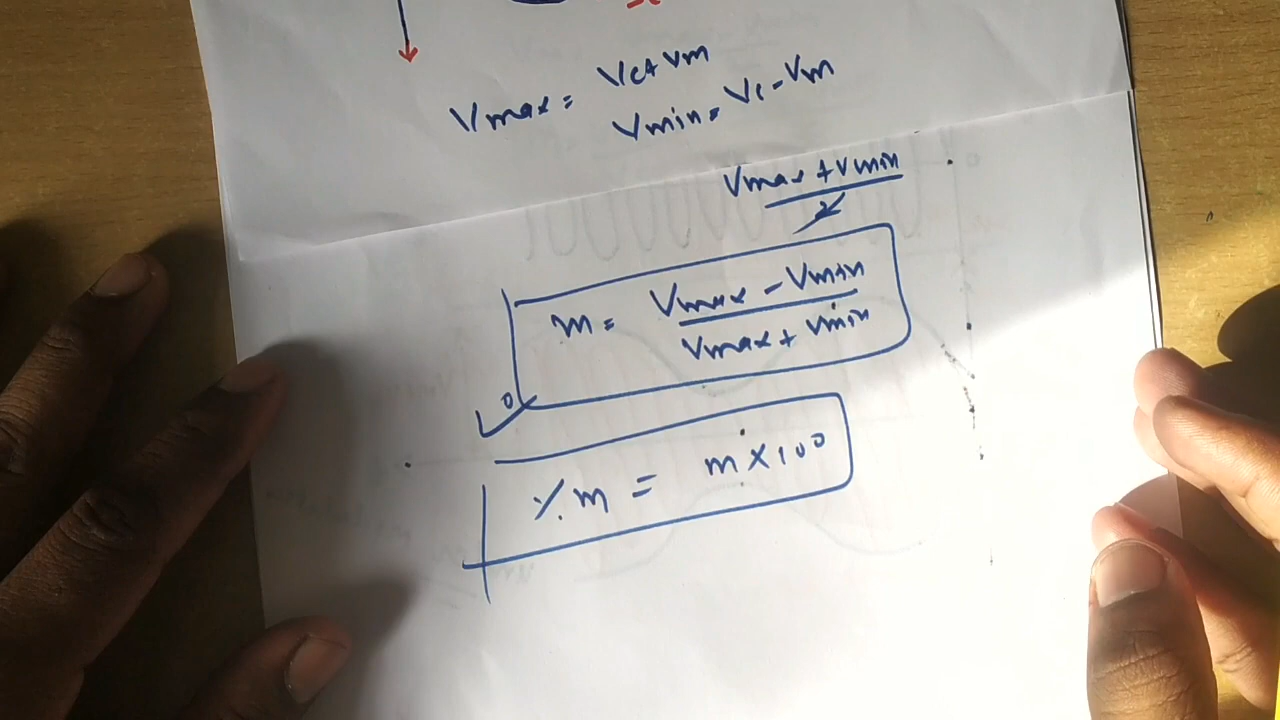 Vmax = Vc+Vm
Vmin = Vc-Vm
Vmax + Vmin
2
m = Vmax - Vmin
Vmax + Vmin
% m = m x 100